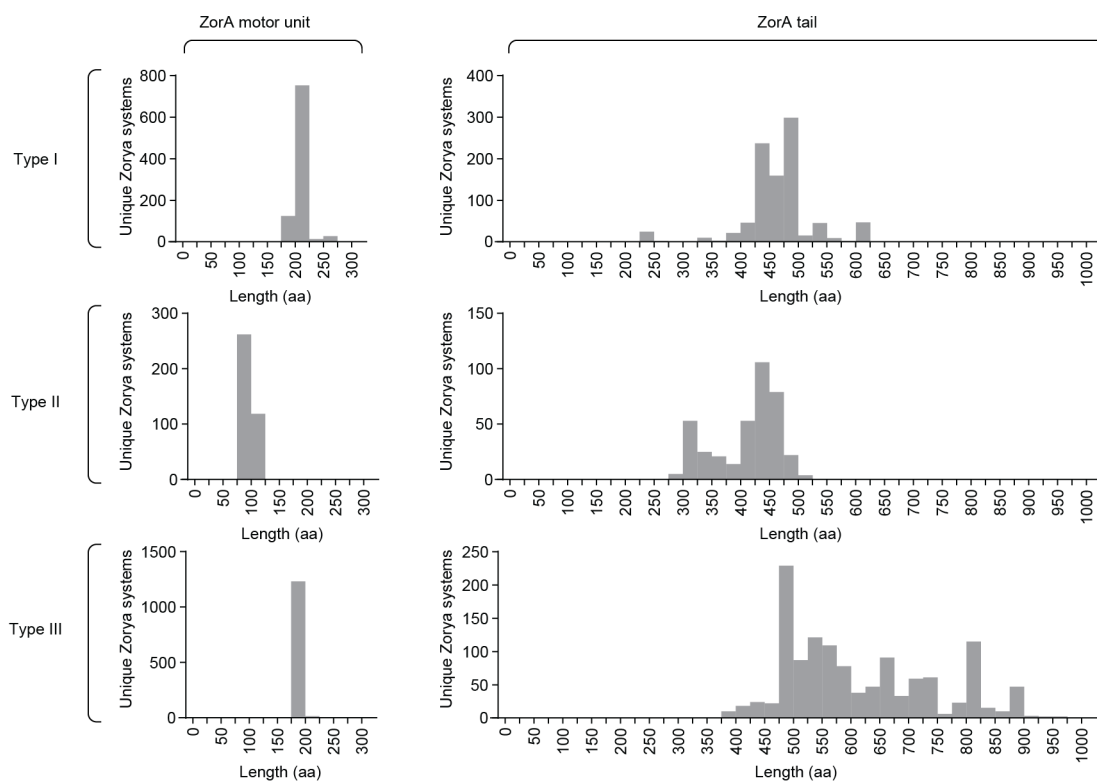 ZorA motor unit
ZorA tail
Type I
Unique Zorya systems
800
600
400
200
0
0 50 100 150 200 250 300
Length (aa)
Unique Zorya systems
400
300
200
100
0
0 50 100 150 200 250 300 350 400 450 500 550 600 650 700 750 800 850 900 950 1000
Length (aa)
Type II
Unique Zorya systems
300
200
100
0
0 50 100 150 200 250 300
Length (aa)
Unique Zorya systems
150
100
50
0
0 50 100 150 200 250 300 350 400 450 500 550 600 650 700 750 800 850 900 950 1000
Length (aa)
Type III
Unique Zorya systems
1500
1000
500
0
0 50 100 150 200 250 300
Length (aa)
Unique Zorya systems
250
200
150
100
50
0
0 50 100 150 200 250 300 350 400 450 500 550 600 650 700 750 800 850 900 950 1000
Length (aa)